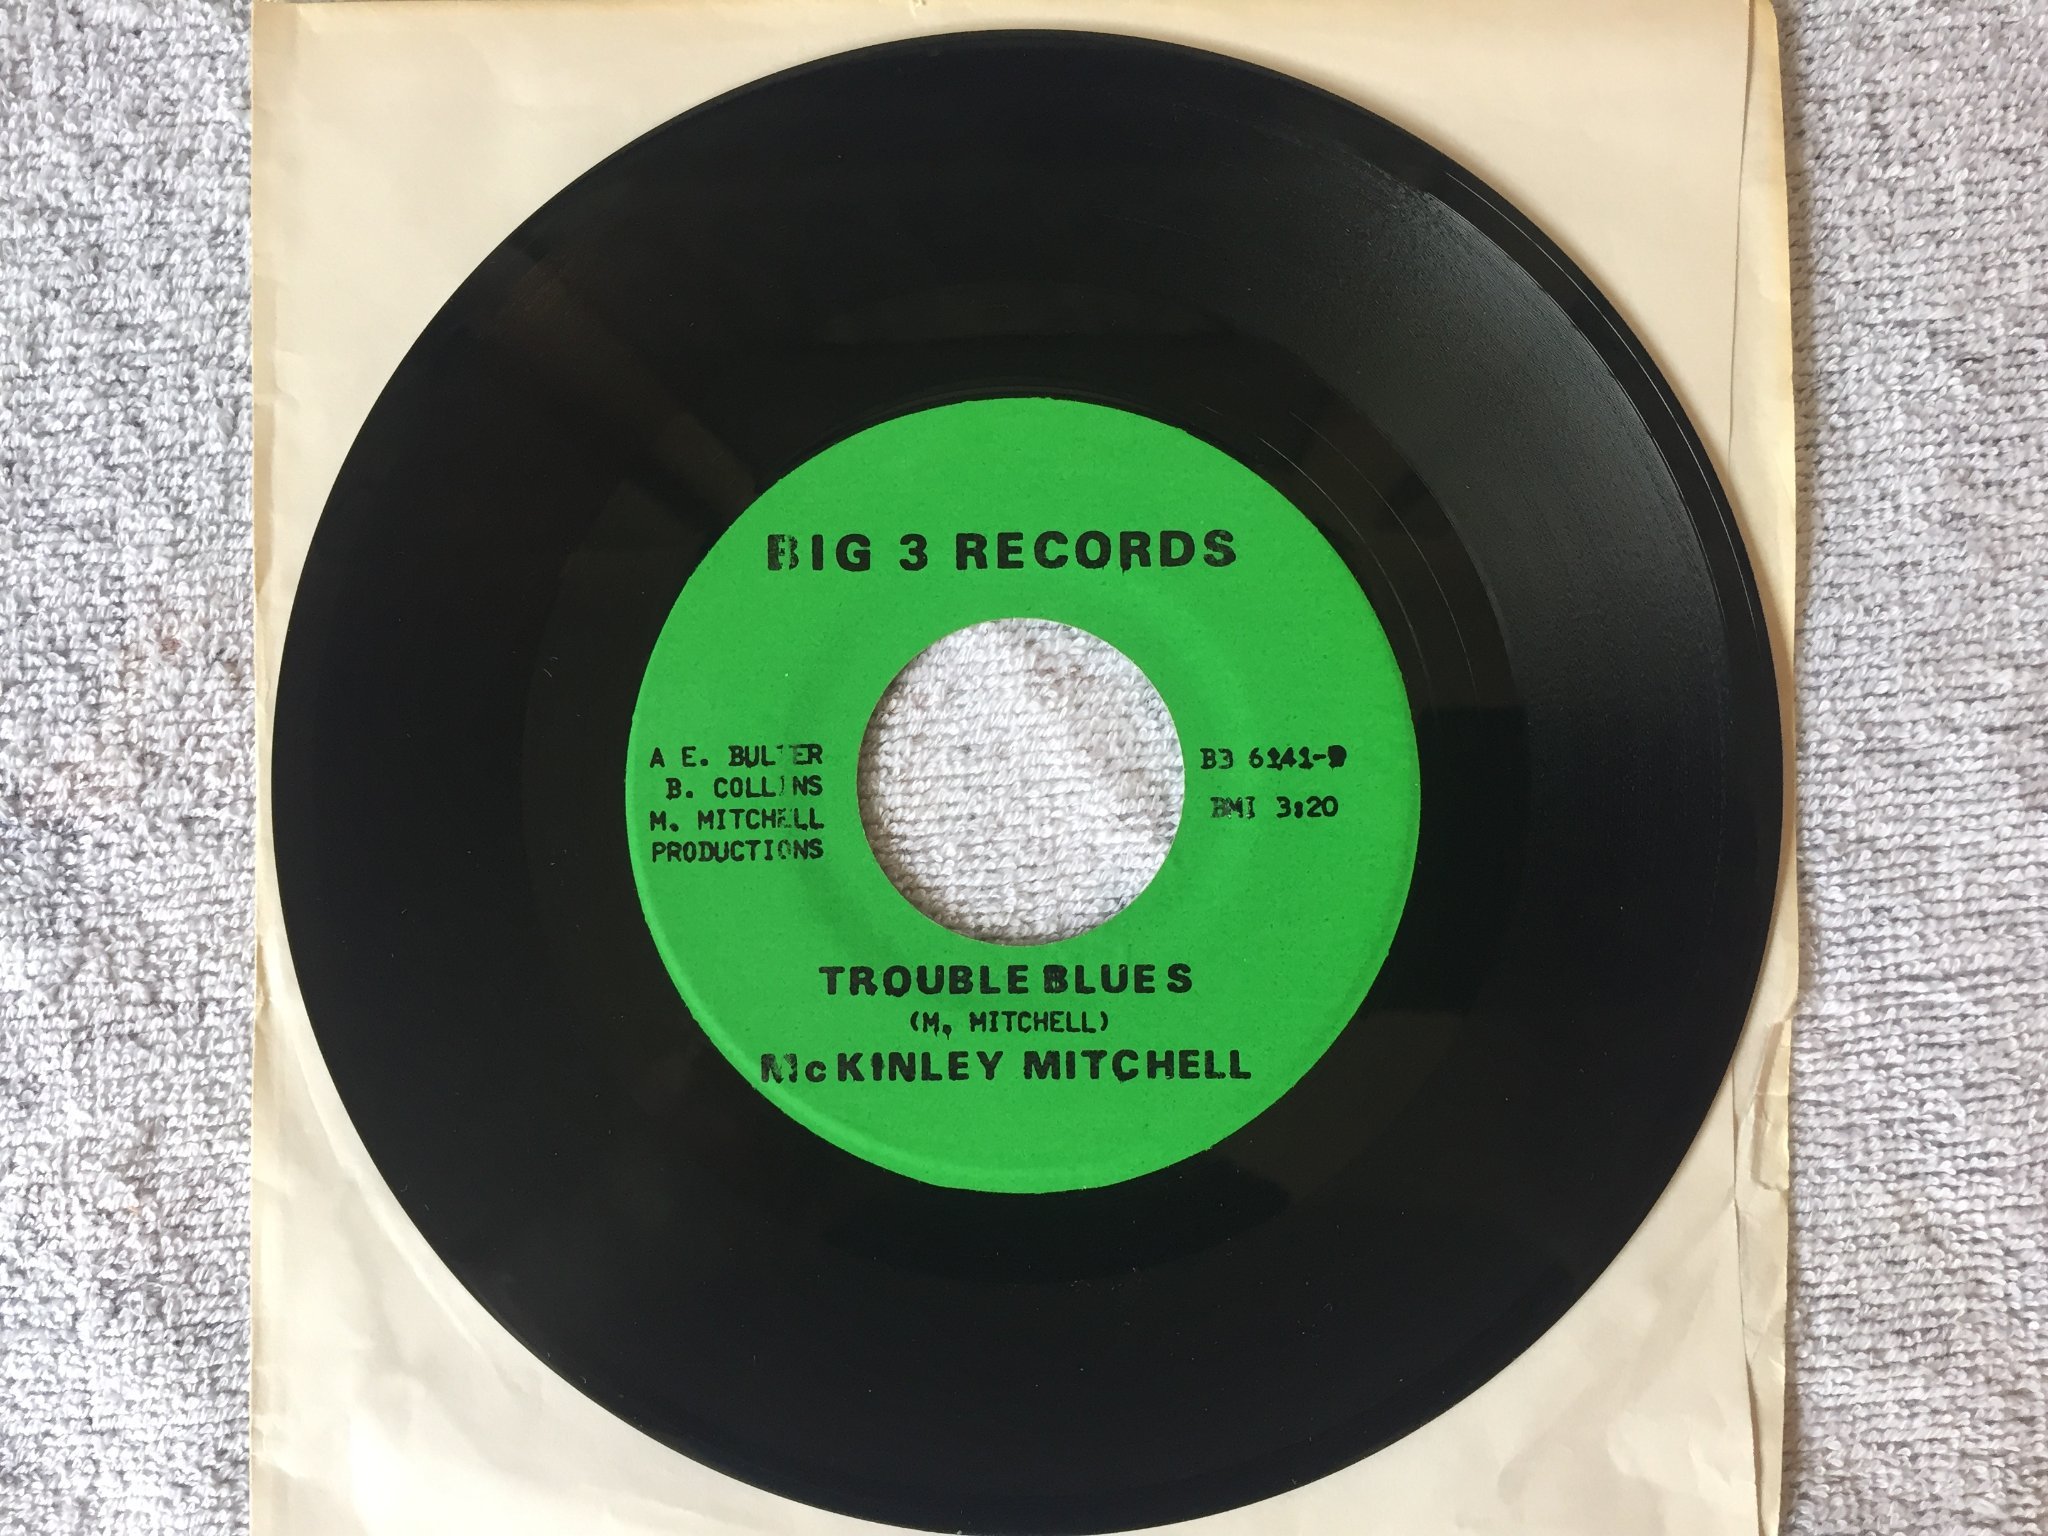 BIG 3 RECORDS
A E. BULTER
B. COLLINS
M. MITCHELL
PRODUCTIONS
BMI 3:20
TROUBLE BLUES
(M. MITCHELL)
McKINLEY MITCHELL